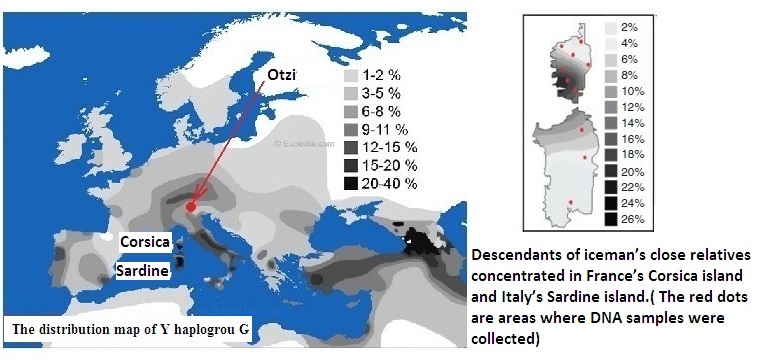 Otzi
1-2 %
3-5 %
6-8 %
9-11 %
12-15 %
15-20 %
20-40 %
© Eupedia.com
Corsica
Sardine
The distribution map of Y haplogrou G
2%
4%
6%
8%
10%
12%
14%
16%
18%
20%
22%
24%
26%
Descendants of iceman's close relatives
concentrated in France's Corsica island
and Italy's Sardine island.( The red dots
are areas where DNA samples were
collected)